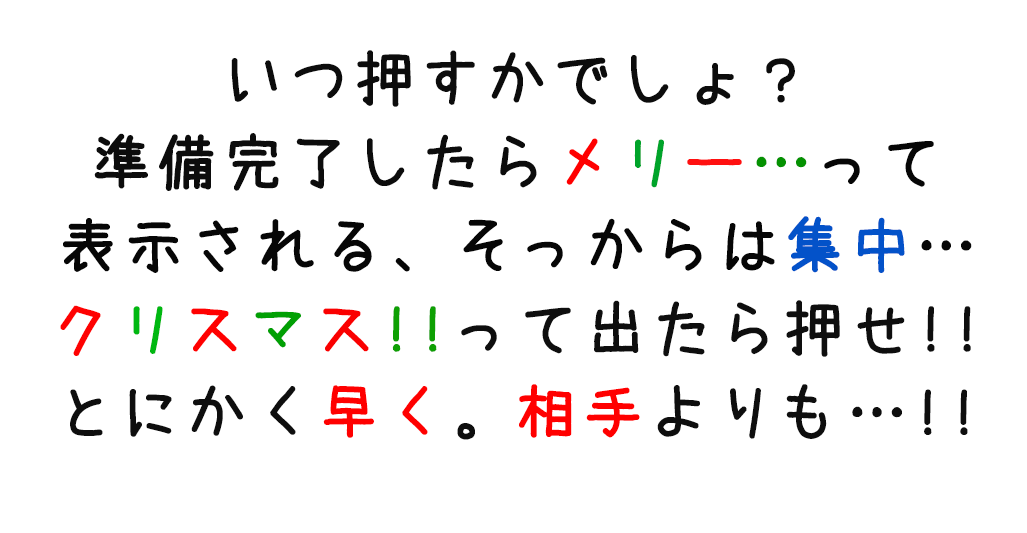 いつ押すかでしょ？
準備完了したらメリー…って
表示される、そっからは集中…
クリスマス!!って出たら押せ!!
とにかく早く。相手よりも…!!